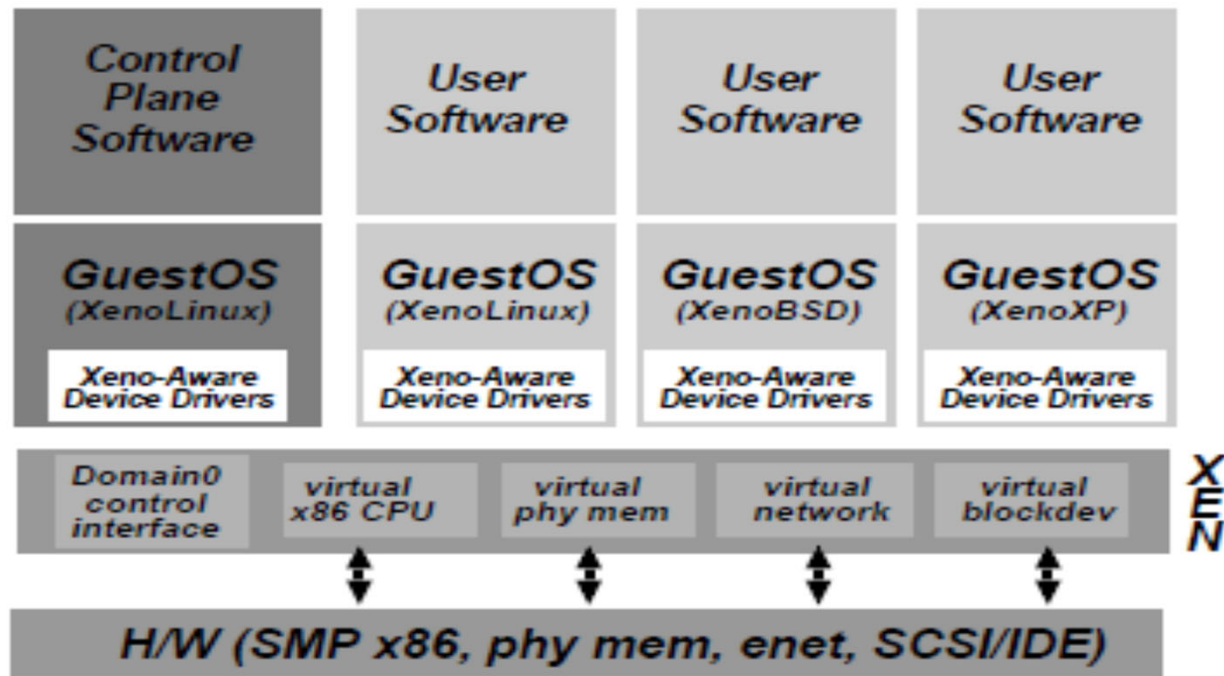 Control
Plane
Software
User
Software
User
Software
User
Software
GuestOS
(XenoLinux)
Xeno-Aware
Device Drivers
GuestOS
(XenoLinux)
Xeno-Aware
Device Drivers
GuestOS
(XenoBSD)
Xeno-Aware
Device Drivers
GuestOS
(XenoXP)
Xeno-Aware
Device Drivers
Domain0
control
interface
virtual
x86 CPU
virtual
phy mem
virtual
network
virtual
blockdev
XEN
H/W (SMP x86, phy mem, enet, SCSI/IDE)